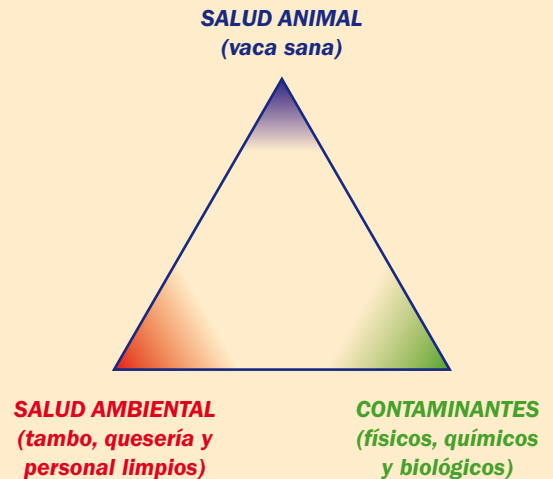 SALUD ANIMAL
(vaca sana)
SALUD AMBIENTAL
(tambo, quesería y
personal limpios)
CONTAMINANTES
(físicos, químicos
y biológicos)